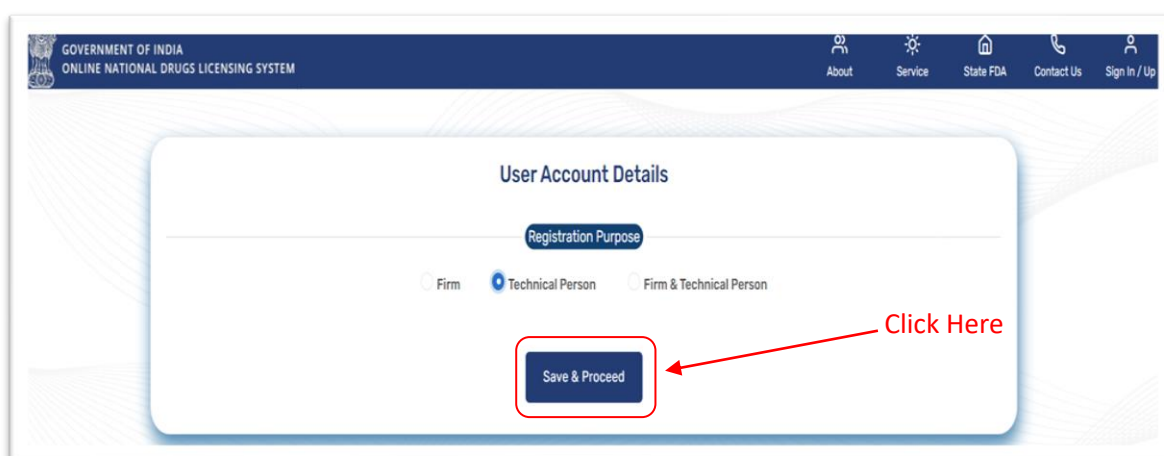 GOVERNMENT OF INDIA
ONLINE NATIONAL DRUGS LICENSING SYSTEM
About
Service
State FDA
Contact Us
Sign In / Up
User Account Details
Registration Purpose
Firm
Technical Person
Firm & Technical Person
Click Here
Save & Proceed